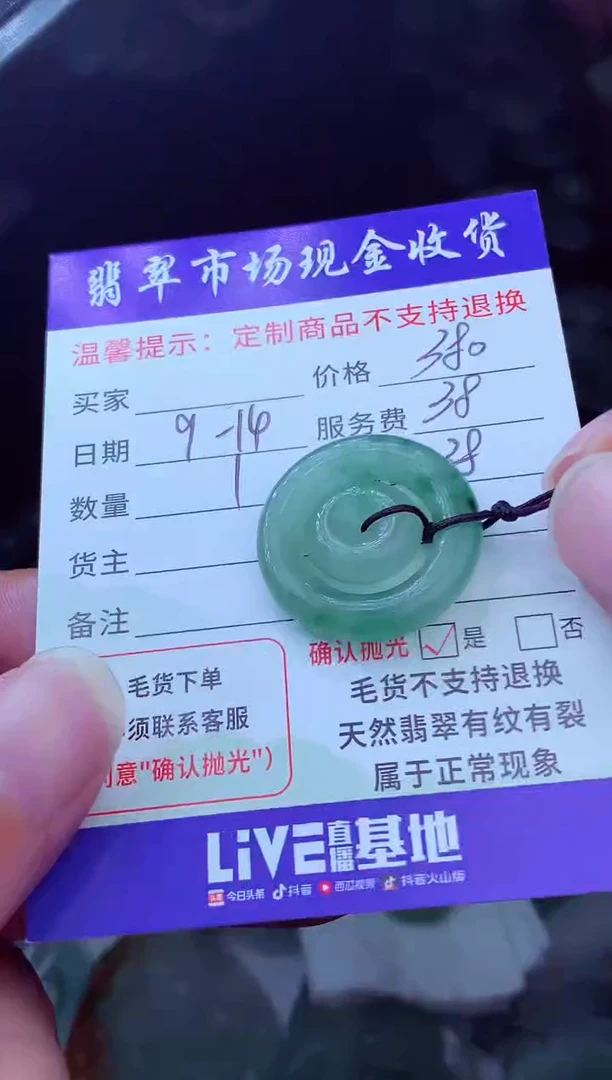 翡翠市场现金收货
温馨提示：定制商品不支持退换
买家 价格 380
日期 9-14 服务费 38
数量 1 38
货主
备注
确认抛光 是 否
毛货下单
须联系客服
意"确认抛光")
毛货不支持退换
天然翡翠有纹有裂
属于正常现象
LiVE直播基地
头条 今日头条 抖音 西瓜视频 抖音火山版